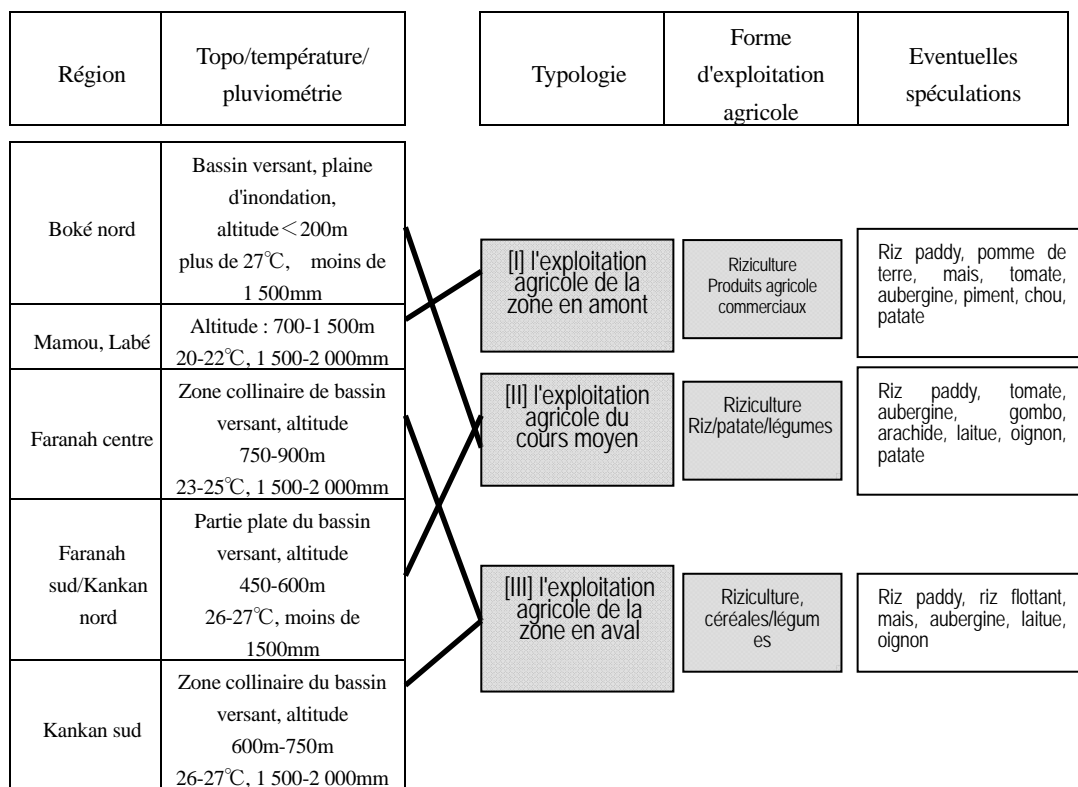 Région
Topo/température/
pluviométrie
Typologie
Forme
d'exploitation
agricole
Eventuelles
spéculations
Boké nord
Bassin versant, plaine
d'inondation,
altitude＜200m
plus de 27℃, moins de
1 500mm
Mamou, Labé
Altitude : 700-1 500m
20-22℃, 1 500-2 000mm
Faranah centre
Zone collinaire de bassin
versant, altitude
750-900m
23-25℃, 1 500-2 000mm
Faranah
sud/Kankan
nord
Partie plate du bassin
versant, altitude
450-600m
26-27℃, moins de
1500mm
Kankan sud
Zone collinaire du bassin
versant, altitude
600m-750m
26-27℃, 1 500-2 000mm
[I] l'exploitation
agricole de la
zone en amont
Riziculture
Produits agricole
commerciaux
Riz paddy, pomme de
terre, mais, tomate,
aubergine, piment, chou,
patate
[II] l'exploitation
agricole du
cours moyen
Riziculture
Riz/patate/légumes
Riz paddy, tomate,
aubergine, gombo,
arachide, laitue, oignon,
patate
[III] l'exploitation
agricole de la
zone en aval
Riziculture,
céréales/légum
es
Riz paddy, riz flottant,
mais, aubergine, laitue,
oignon